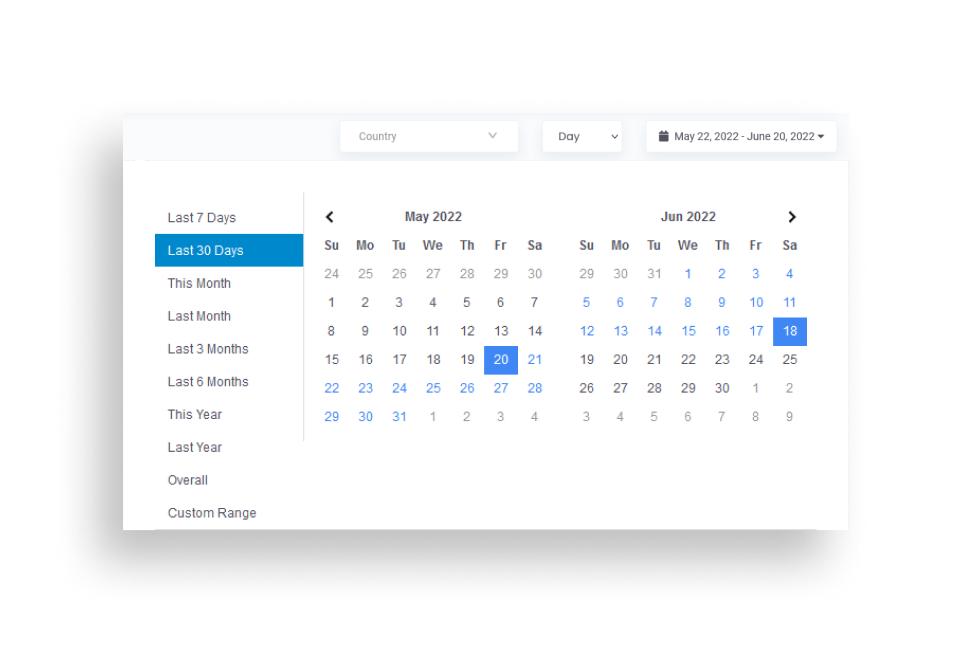 Country Day May 22, 2022 - June 20, 2022
Last 7 Days
Last 30 Days
This Month
Last Month
Last 3 Months
Last 6 Months
This Year
Last Year
Overall
Custom Range
May 2022
Su Mo Tu We Th Fr Sa
24 25 26 27 28 29 30
1 2 3 4 5 6 7
8 9 10 11 12 13 14
15 16 17 18 19 20 21
22 23 24 25 26 27 28
29 30 31 1 2 3 4
Jun 2022
Su Mo Tu We Th Fr Sa
29 30 31 1 2 3 4
5 6 7 8 9 10 11
12 13 14 15 16 17 18
19 20 21 22 23 24 25
26 27 28 29 30 1 2
3 4 5 6 7 8 9